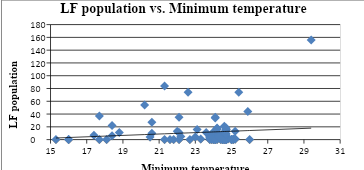 LF population vs. Minimum temperature
180
160
140
120
100
80
60
40
20
0
LF population
15 17 19 21 23 25 27 29 31
Minimum temperature